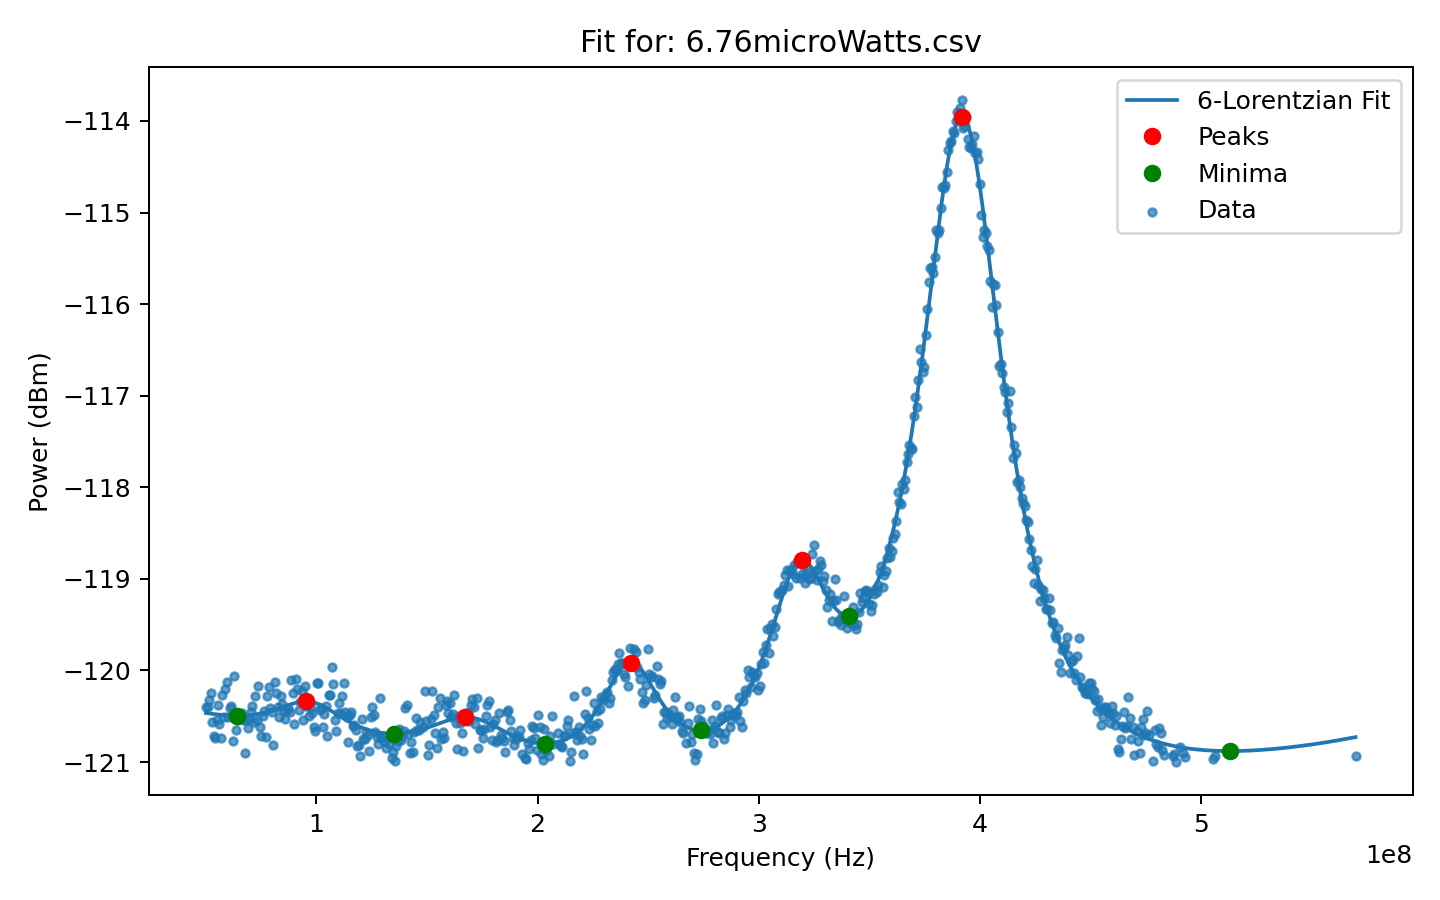 Fit for: 6.76microWatts.csv
6-Lorentzian Fit
Peaks
Minima
Data
Power (dBm)
−114
−115
−116
−117
−118
−119
−120
−121
1 2 3 4 5
Frequency (Hz)
1e8